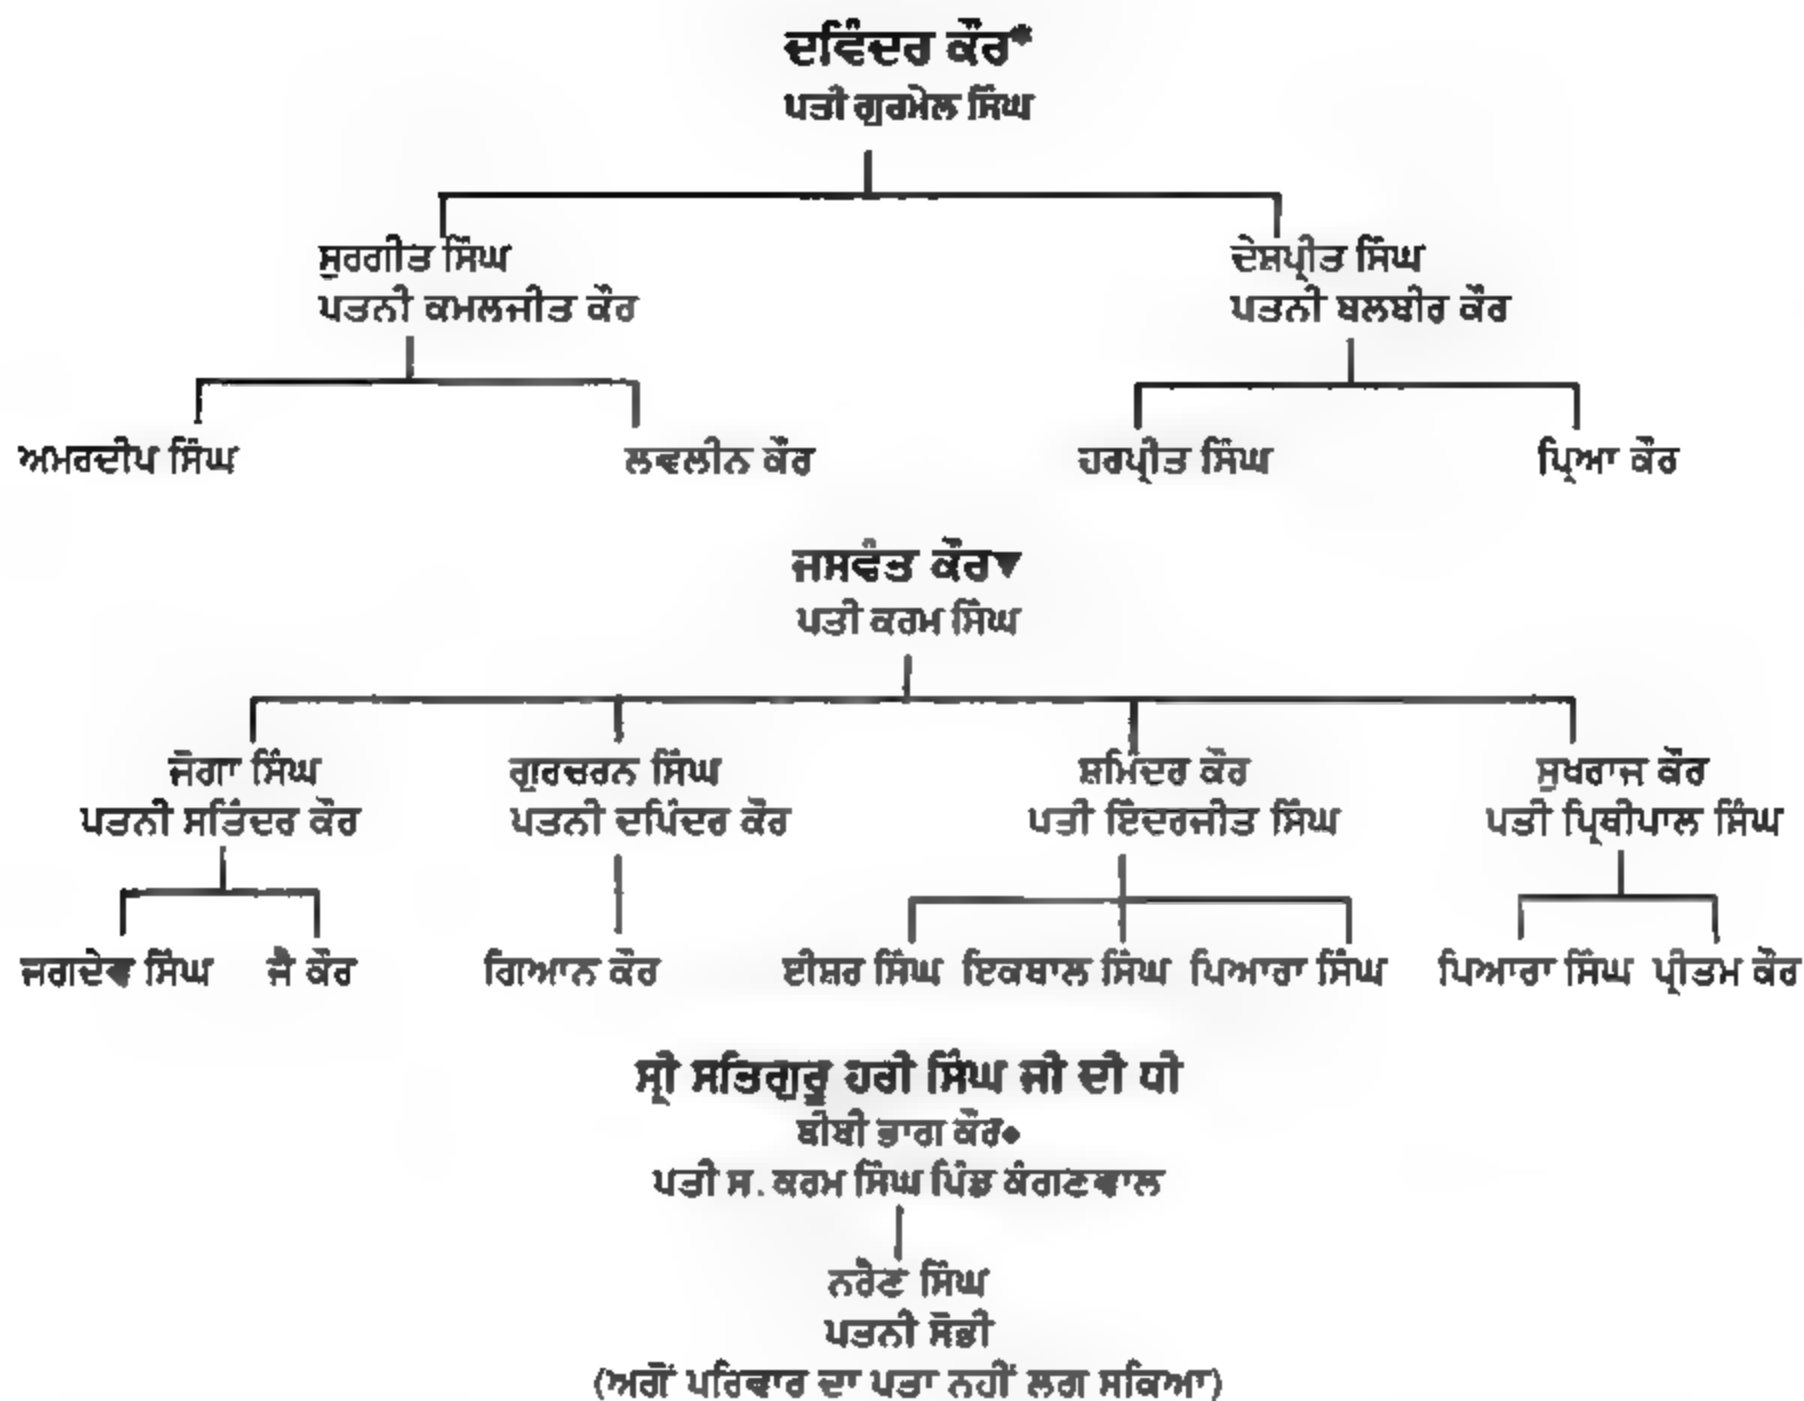 ਦਵਿੰਦਰ ਕੌਰ*
ਪਤੀ ਗੁਰਮੇਲ ਸਿੰਘ
ਸੁਰਗੀਤ ਸਿੰਘ ਦੇਸ਼ਪ੍ਰੀਤ ਸਿੰਘ
ਪਤਨੀ ਕਮਲਜੀਤ ਕੌਰ ਪਤਨੀ ਬਲਬੀਰ ਕੌਰ
ਅਮਰਦੀਪ ਸਿੰਘ ਲਵਲੀਨ ਕੌਰ ਹਰਪ੍ਰੀਤ ਸਿੰਘ ਪ੍ਰਿਆ ਕੌਰ
ਜਸਵੰਤ ਕੌਰ▼
ਪਤੀ ਕਰਮ ਸਿੰਘ
ਜੋਗਾ ਸਿੰਘ ਗੁਰਚਰਨ ਸਿੰਘ ਸ਼ਮਿੰਦਰ ਕੌਰ ਸੁਖਰਾਜ ਕੌਰ
ਪਤਨੀ ਸਤਿੰਦਰ ਕੌਰ ਪਤਨੀ ਦਪਿੰਦਰ ਕੌਰ ਪਤੀ ਇੰਦਰਜੀਤ ਸਿੰਘ ਪਤੀ ਪ੍ਰਿਥੀਪਾਲ ਸਿੰਘ
ਜਗਦੇਵ ਸਿੰਘ ਜੈ ਕੌਰ ਗਿਆਨ ਕੌਰ ਈਸ਼ਰ ਸਿੰਘ ਇਕਬਾਲ ਸਿੰਘ ਪਿਆਰਾ ਸਿੰਘ ਪਿਆਰਾ ਸਿੰਘ ਪ੍ਰੀਤਮ ਕੌਰ
ਸ੍ਰੀ ਸਤਿਗੁਰੂ ਹਰੀ ਸਿੰਘ ਜੀ ਦੀ ਧੀ
ਬੀਬੀ ਭਾਗ ਕੌਰ◆
ਪਤੀ ਸ. ਕਰਮ ਸਿੰਘ ਪਿੰਡ ਕੰਗਣਵਾਲ
ਨਰੈਣ ਸਿੰਘ
ਪਤਨੀ ਸੋਭੀ
(ਅਗੋਂ ਪਰਿਵਾਰ ਦਾ ਪਤਾ ਨਹੀਂ ਲਗ ਸਕਿਆ)